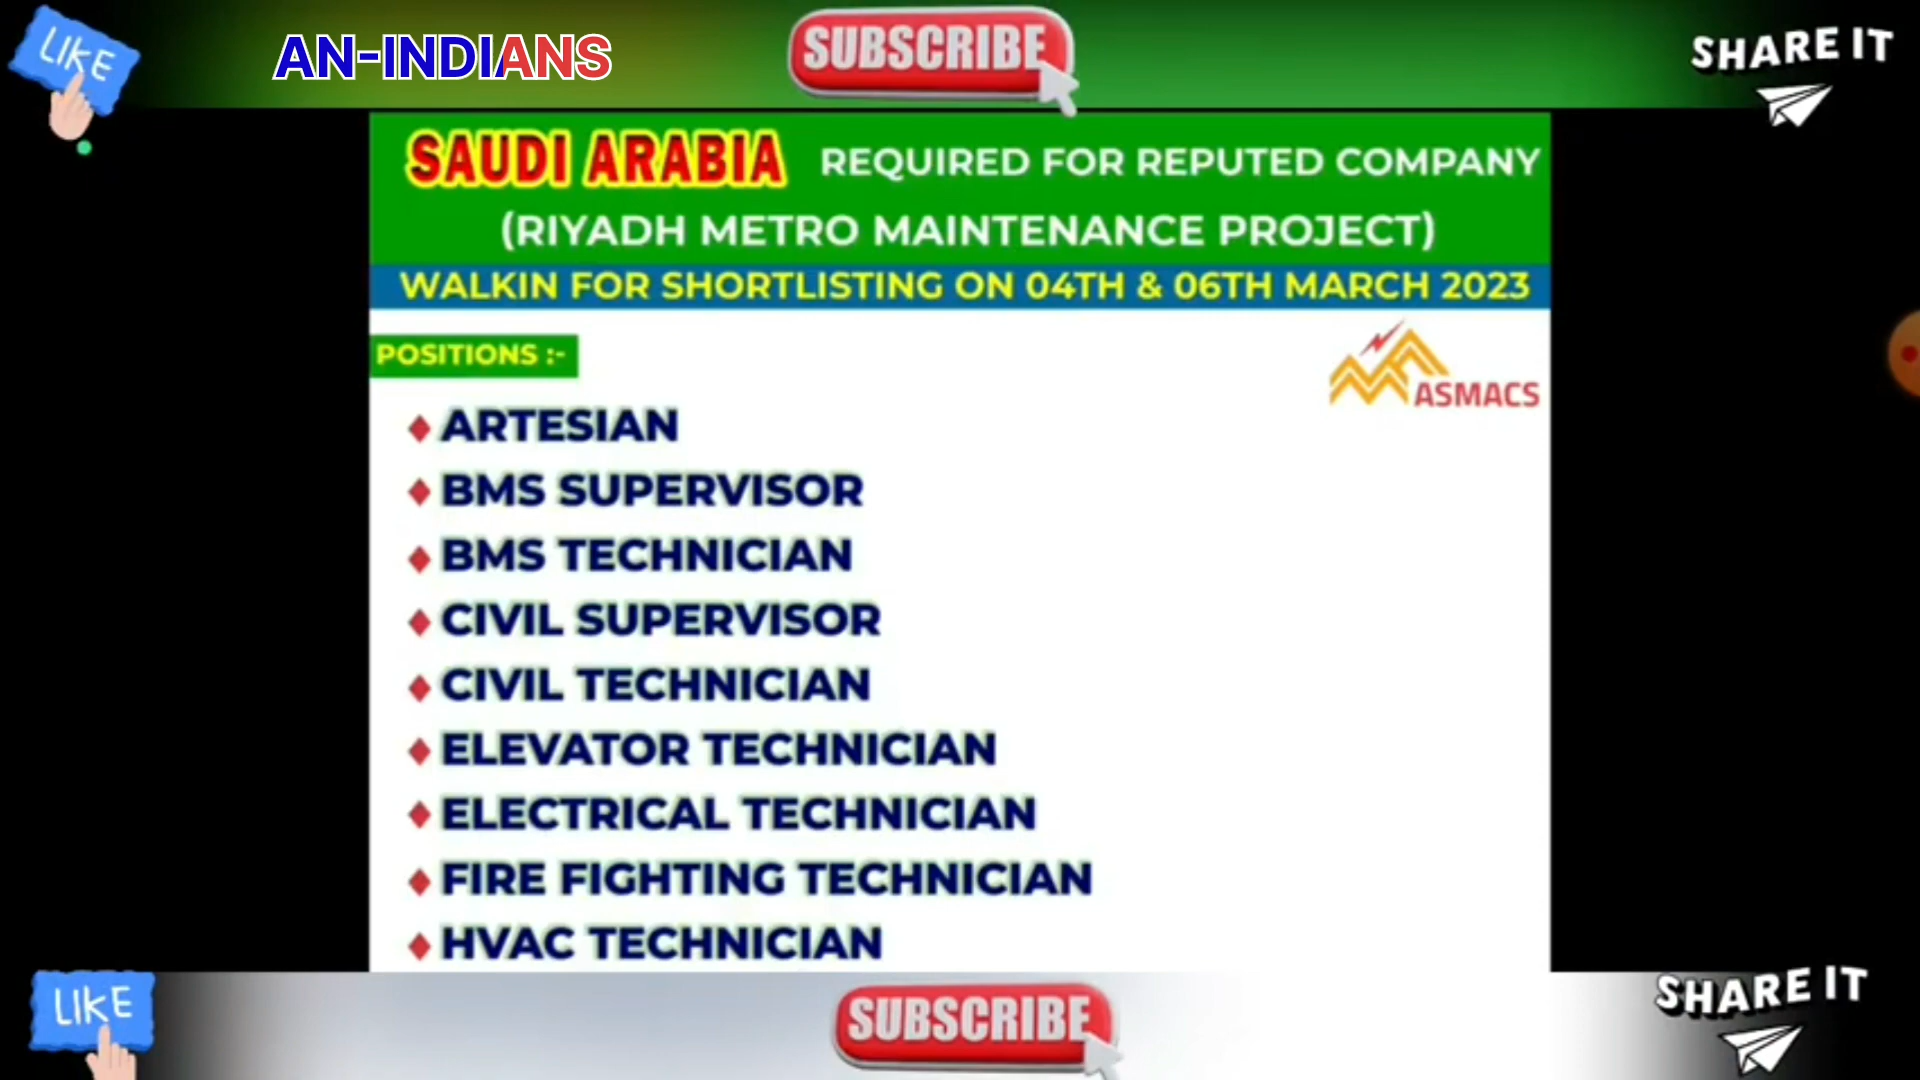 LIKE
AN-INDIANS
SUBSCRIBE
SHARE IT
SAUDI ARABIA REQUIRED FOR REPUTED COMPANY
(RIYADH METRO MAINTENANCE PROJECT)
WALKIN FOR SHORTLISTING ON 04TH & 06TH MARCH 2023
POSITIONS :-
ASMACS
ARTESIAN
BMS SUPERVISOR
BMS TECHNICIAN
CIVIL SUPERVISOR
CIVIL TECHNICIAN
ELEVATOR TECHNICIAN
ELECTRICAL TECHNICIAN
FIRE FIGHTING TECHNICIAN
HVAC TECHNICIAN
LIKE
SUBSCRIBE
SHARE IT